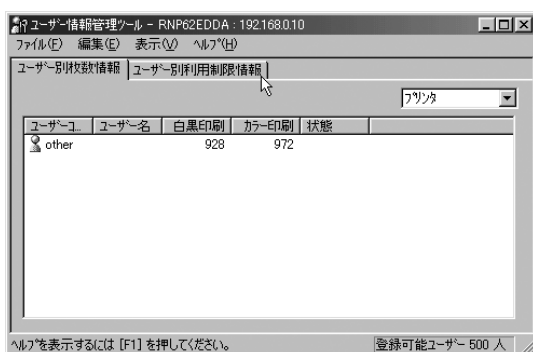 ユーザー情報管理ツール - RNP62EDDA : 192.168.0.10
ファイル(F) 編集(E) 表示(V) ヘルプ(H)
ユーザー別枚数情報 ユーザー別利用制限情報
プリンタ
ユーザーコ... ユーザー名 白黒印刷 カラー印刷 状態
other 928 972
ヘルプを表示するには [F1] を押してください。 登録可能ユーザー 500 人